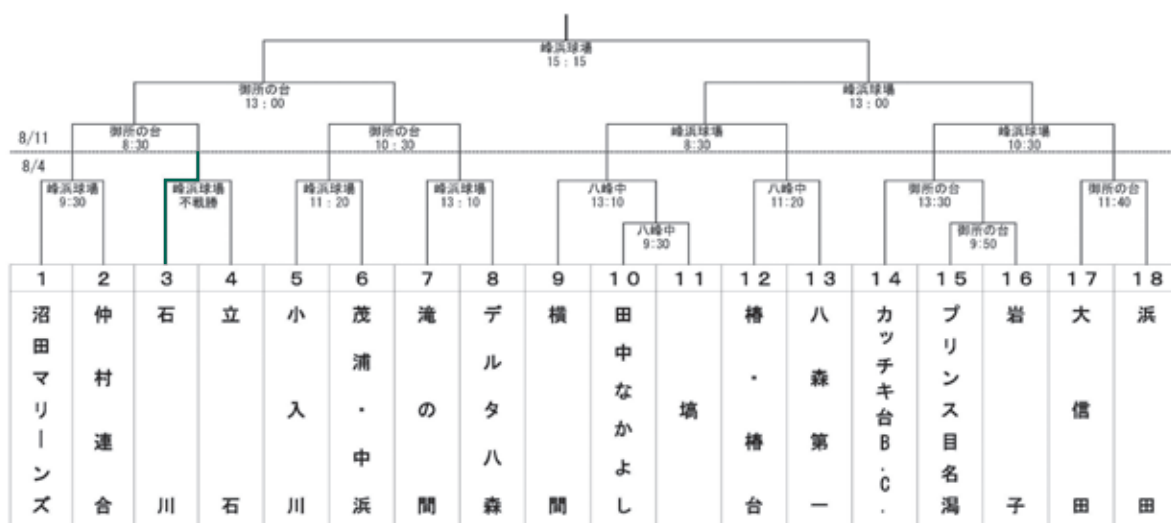 峰浜球場
15：15
御所の台
13：00
峰浜球場
13：00
8/11
御所の台
8:30
御所の台
10：30
峰浜球場
8:30
峰浜球場
10:30
8/4
峰浜球場
9:30
峰浜球場
不戦勝
峰浜球場
11：20
峰浜球場
13：10
八峰中
13:10
八峰中
11:20
御所の台
13:30
御所の台
11:40
八峰中
9:30
御所の台
9:50
1
2
3
4
5
6
7
8
9
10
11
12
13
14
15
16
17
18
沼田マリーンズ
仲村連合
石川
立石
小入川
茂浦・中浜
滝の間
デルタ八森
横間
田中なかよし
塙
椿・椿台
八森第一
カッチキ台B.C.
プリンス目名潟
岩子
大信田
浜田